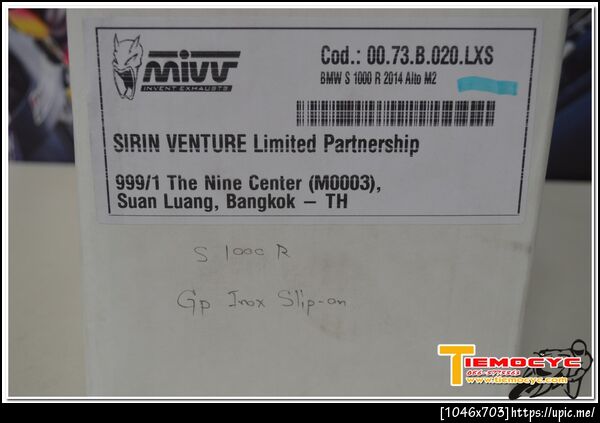 mivv
INVENT EXHAUSTS
Cod.: 00.73.B.020.LXS
BMW S 1000 R 2014 Alto M2
SIRIN VENTURE Limited Partnership
999/1 The Nine Center (M0003),
Suan Luang, Bangkok – TH
S 1000 R
Gp Inox Slip-on
TIEMOCYC
www.tiemocyc.com
[1046x703]https://upic.me/